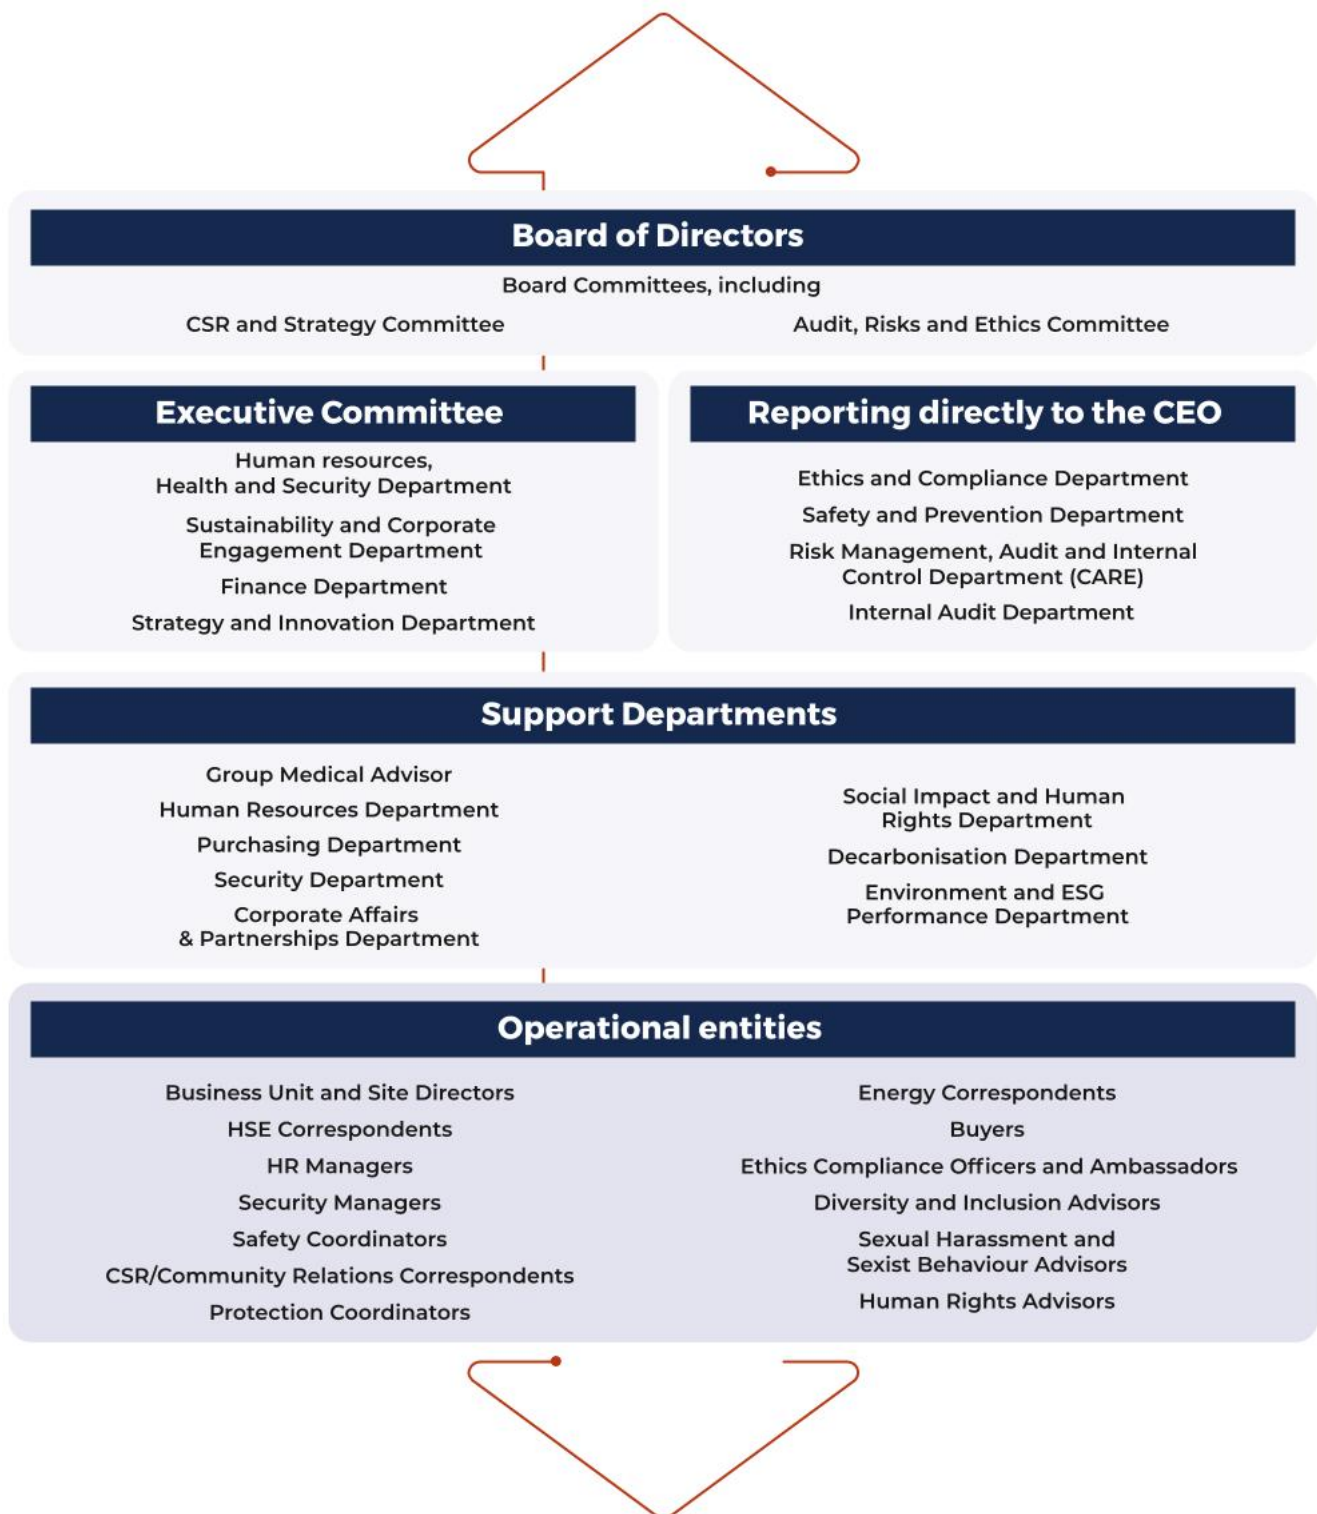 Board of Directors
Board Committees, including
CSR and Strategy Committee
Audit, Risks and Ethics Committee
Executive Committee
Human resources,
Health and Security Department
Sustainability and Corporate
Engagement Department
Finance Department
Strategy and Innovation Department
Reporting directly to the CEO
Ethics and Compliance Department
Safety and Prevention Department
Risk Management, Audit and Internal
Control Department (CARE)
Internal Audit Department
Support Departments
Group Medical Advisor
Human Resources Department
Purchasing Department
Security Department
Corporate Affairs
& Partnerships Department
Social Impact and Human
Rights Department
Decarbonisation Department
Environment and ESG
Performance Department
Operational entities
Business Unit and Site Directors
HSE Correspondents
HR Managers
Security Managers
Safety Coordinators
CSR/Community Relations Correspondents
Protection Coordinators
Energy Correspondents
Buyers
Ethics Compliance Officers and Ambassadors
Diversity and Inclusion Advisors
Sexual Harassment and
Sexist Behaviour Advisors
Human Rights Advisors